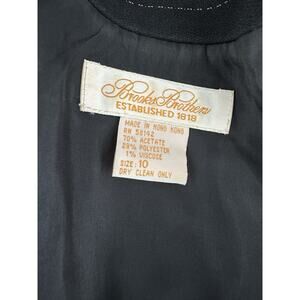 Brooks Brothers
ESTABLISHED 1818
MADE IN HONG KONG
RN 58142
70% ACETATE
29% POLYESTER
1% VISCOSE
SIZE: 10
DRY CLEAN ONLY